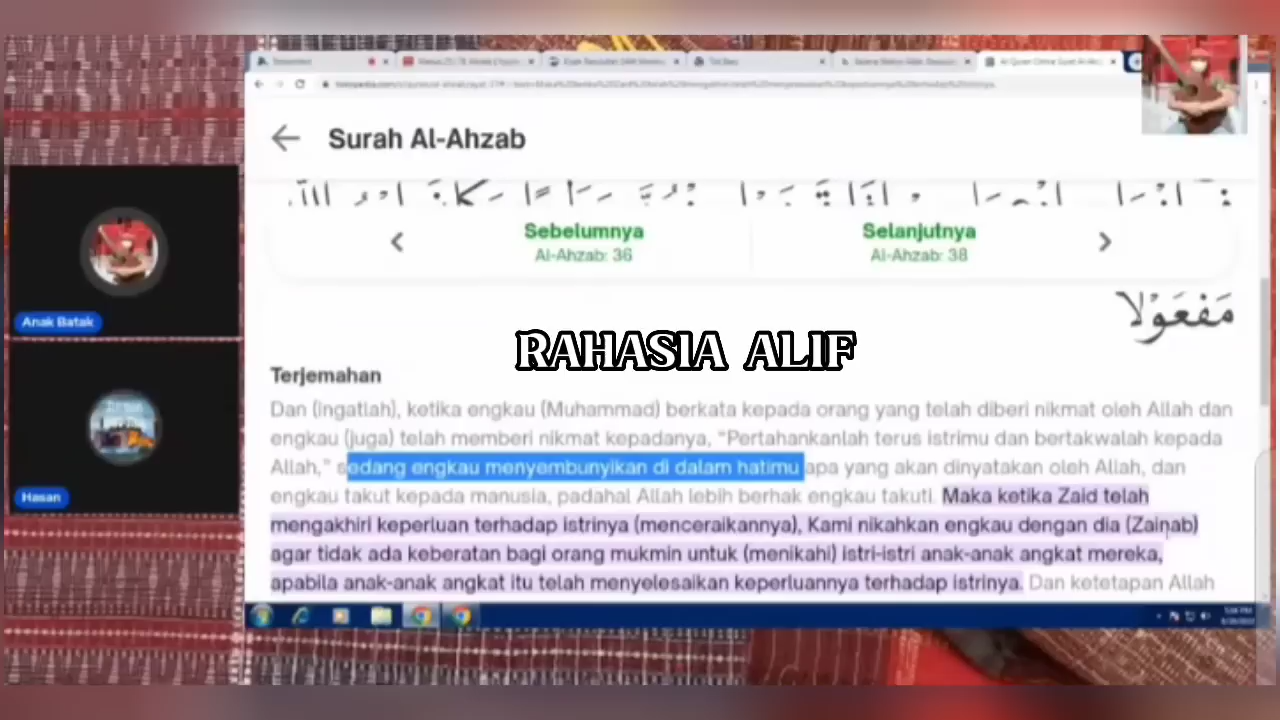 Surah Al-Ahzab
Sebelumnya
Al-Ahzab: 36
Selanjutnya
Al-Ahzab: 38
مَفْعُوْلًا
RAHASIA ALIF
Terjemahan
Dan (ingatlah), ketika engkau (Muhammad) berkata kepada orang yang telah diberi nikmat oleh Allah dan
engkau (juga) telah memberi nikmat kepadanya, “Pertahankanlah terus istrimu dan bertakwalah kepada
Allah,” sedang engkau menyembunyikan di dalam hatimu apa yang akan dinyatakan oleh Allah, dan
engkau takut kepada manusia, padahal Allah lebih berhak engkau takuti. Maka ketika Zaid telah
mengakhiri keperluan terhadap istrinya (menceraikannya), Kami nikahkan engkau dengan dia (Zainab)
agar tidak ada keberatan bagi orang mukmin untuk (menikahi) istri-istri anak-anak angkat mereka,
apabila anak-anak angkat itu telah menyelesaikan keperluannya terhadap istrinya. Dan ketetapan Allah
Anak Batak
Hasan